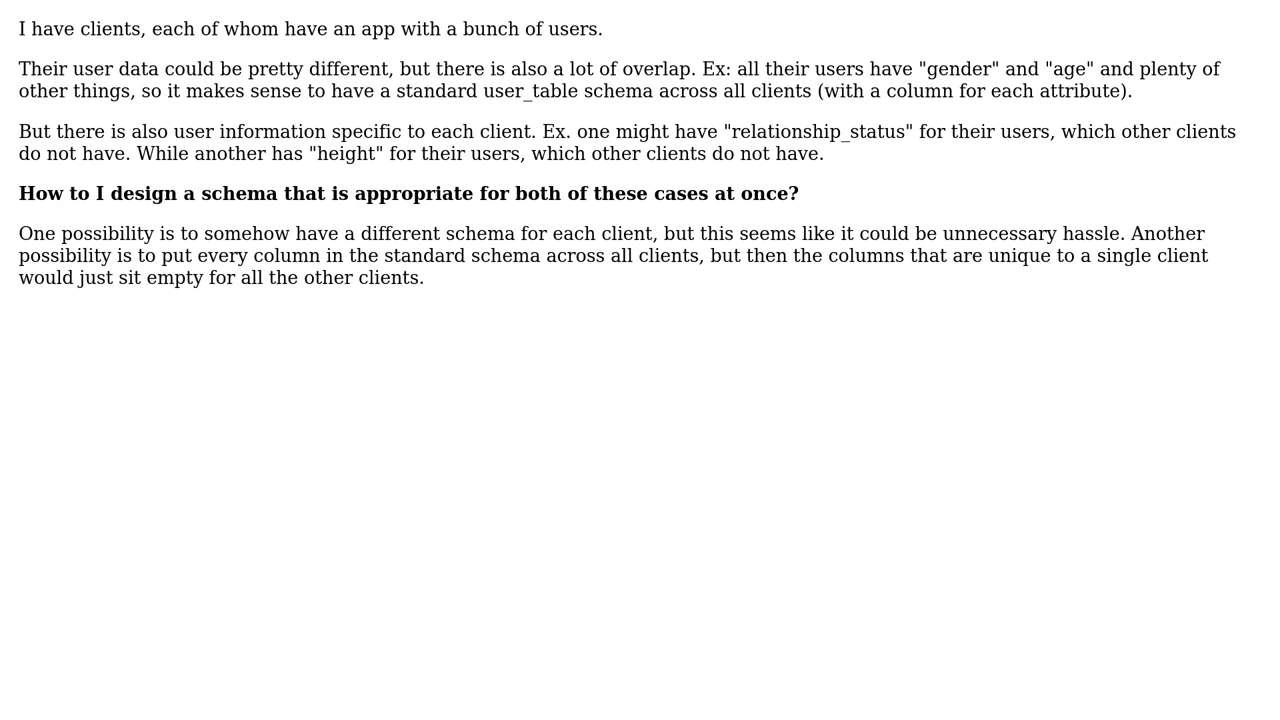 I have clients, each of whom have an app with a bunch of users.
Their user data could be pretty different, but there is also a lot of overlap. Ex: all their users have "gender" and "age" and plenty of
other things, so it makes sense to have a standard user_table schema across all clients (with a column for each attribute).
But there is also user information specific to each client. Ex. one might have "relationship_status" for their users, which other clients
do not have. While another has "height" for their users, which other clients do not have.
How to I design a schema that is appropriate for both of these cases at once?
One possibility is to somehow have a different schema for each client, but this seems like it could be unnecessary hassle. Another
possibility is to put every column in the standard schema across all clients, but then the columns that are unique to a single client
would just sit empty for all the other clients.